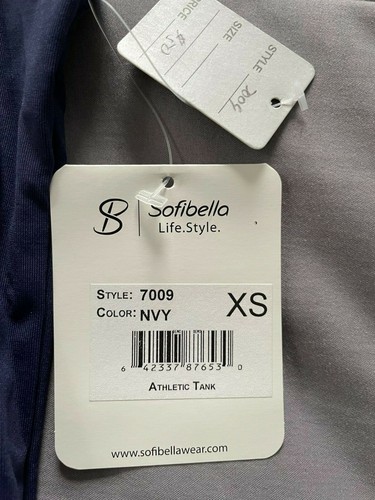 PRICE
SIZE
STYLE
Sofibella
Life.Style.
STYLE: 7009
COLOR: NVY
XS
6 42337 87653 0
ATHLETIC TANK
www.sofibellawear.com